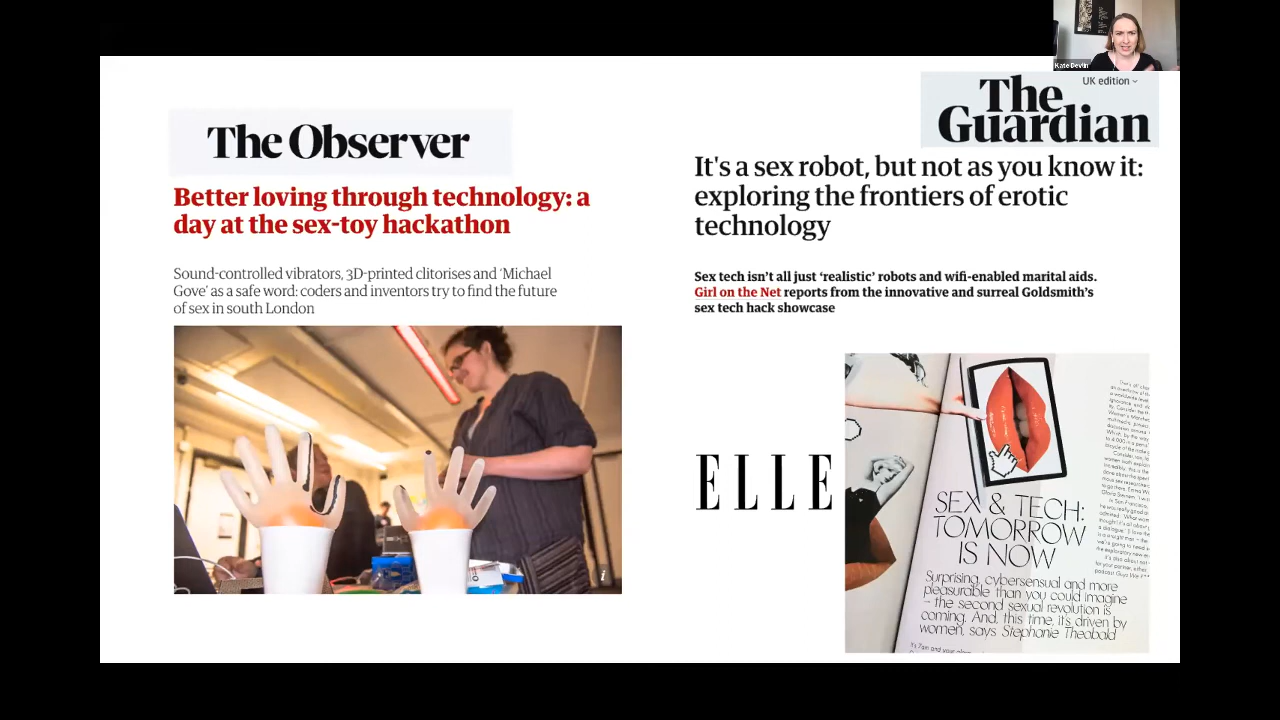 Kate Devlin
The Observer
Better loving through technology: a
day at the sex-toy hackathon
Sound-controlled vibrators, 3D-printed clitorises and ‘Michael
Gove’ as a safe word: coders and inventors try to find the future
of sex in south London
UK edition
The
Guardian
It's a sex robot, but not as you know it:
exploring the frontiers of erotic
technology
Sex tech isn’t all just ‘realistic’ robots and wifi-enabled marital aids.
Girl on the Net reports from the innovative and surreal Goldsmith’s
sex tech hack showcase
ELLE
SEX & TECH:
TOMORROW
IS NOW
Surprising, cybersensual and more
pleasurable than you could imagine
– the second sexual revolution is
coming. And, this time, it's driven by
women, says Stephanie Theobald